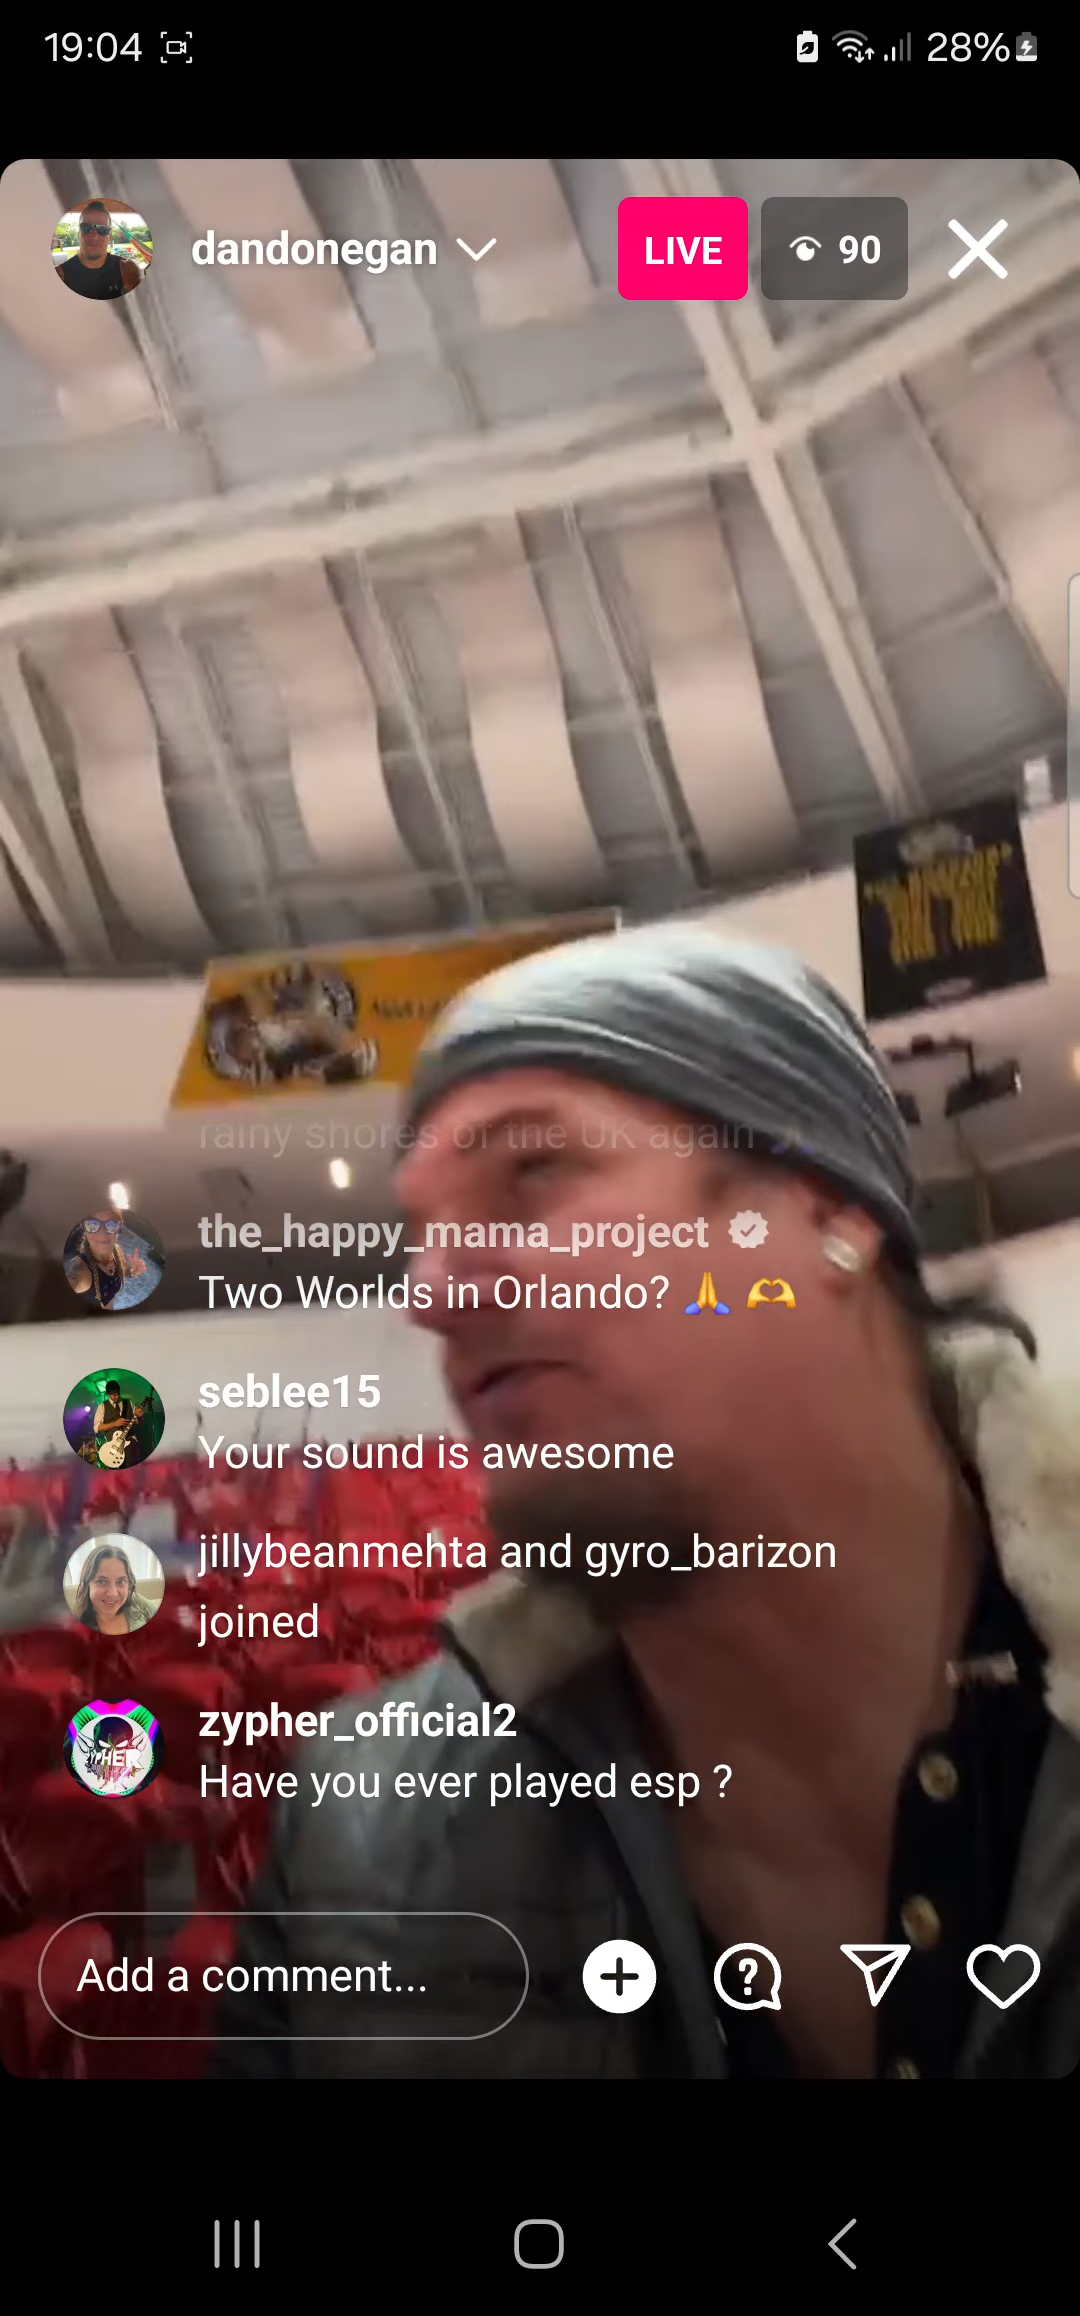 19:04
28%
dandonegan
LIVE
90
rainy shores of the UK again
the_happy_mama_project
Two Worlds in Orlando? 🙏 🫶
seblee15
Your sound is awesome
jillybeanmehta and gyro_barizon
joined
zypher_official2
Have you ever played esp ?
Add a comment...